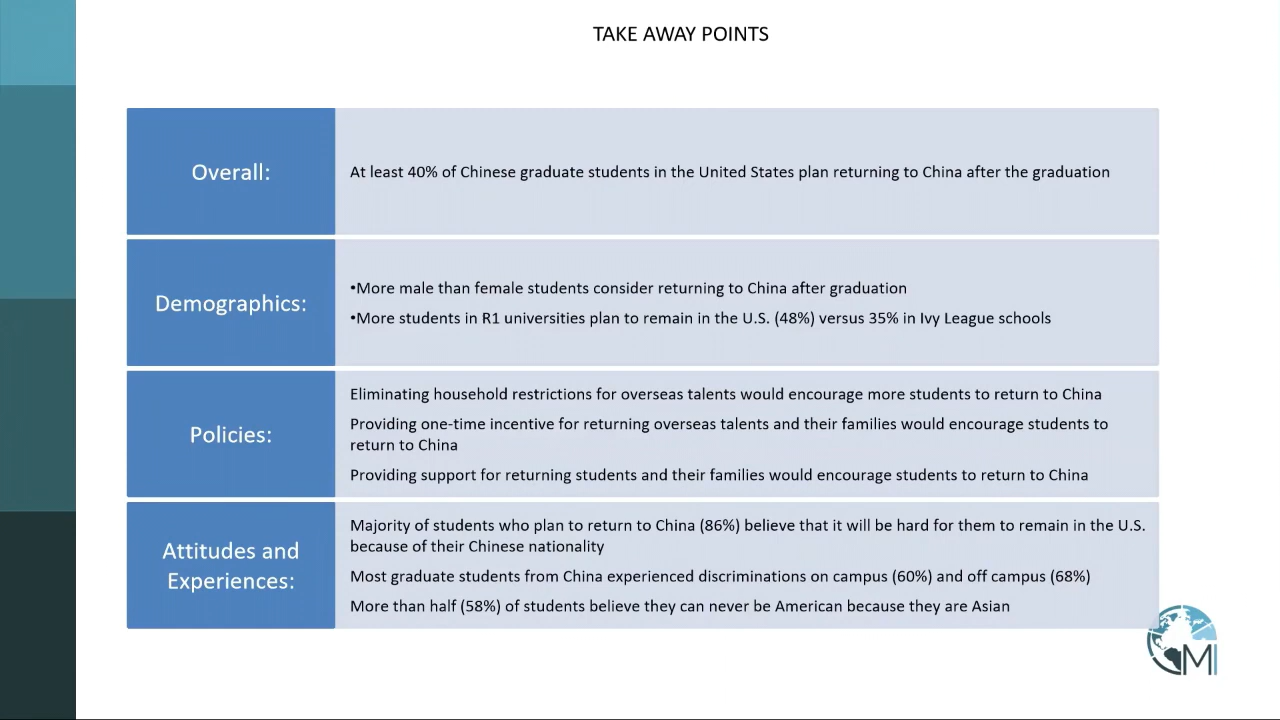 TAKE AWAY POINTS
Overall:
At least 40% of Chinese graduate students in the United States plan returning to China after the graduation
Demographics:
•More male than female students consider returning to China after graduation
•More students in R1 universities plan to remain in the U.S. (48%) versus 35% in Ivy League schools
Policies:
Eliminating household restrictions for overseas talents would encourage more students to return to China
Providing one-time incentive for returning overseas talents and their families would encourage students to
return to China
Providing support for returning students and their families would encourage students to return to China
Attitudes and
Experiences:
Majority of students who plan to return to China (86%) believe that it will be hard for them to remain in the U.S.
because of their Chinese nationality
Most graduate students from China experienced discriminations on campus (60%) and off campus (68%)
More than half (58%) of students believe they can never be American because they are Asian
MI